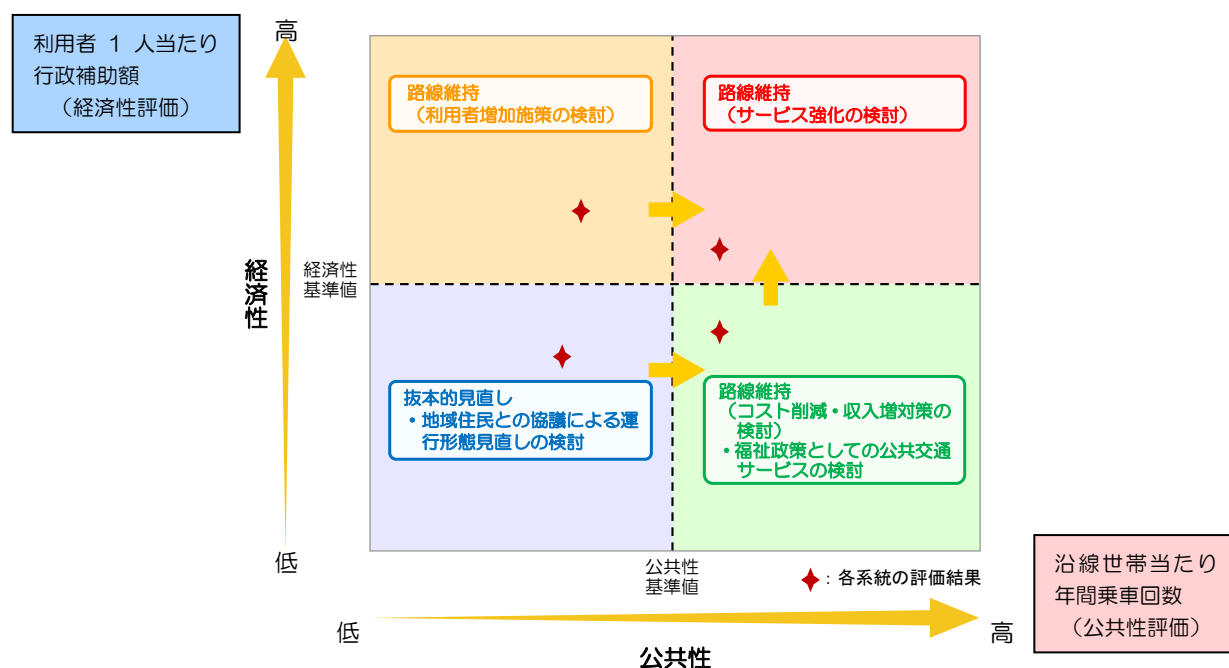 利用者 1 人当たり
行政補助額
（経済性評価）
高
路線維持
（利用者増加施策の検討）
路線維持
（サービス強化の検討）
経済性
経済性
基準値
抜本的見直し
・地域住民との協議による運
行形態見直しの検討
路線維持
（コスト削減・収入増対策の
検討）
・福祉政策としての公共交通
サービスの検討
低
公共性
基準値
：各系統の評価結果
低
高
公共性
沿線世帯当たり
年間乗車回数
（公共性評価）